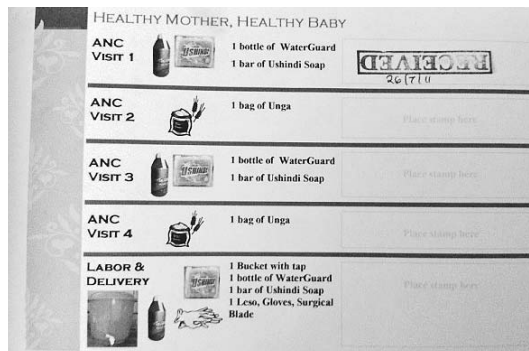 HEALTHY MOTHER, HEALTHY BABY
ANC
VISIT 1
USHINDI
1 bottle of WaterGuard
1 bar of Ushindi Soap
RECEIVED
26/7/11
ANC
VISIT 2
1 bag of Unga
Place stamp here
ANC
VISIT 3
USHINDI
1 bottle of WaterGuard
1 bar of Ushindi Soap
Place stamp here
ANC
VISIT 4
1 bag of Unga
Place stamp here
LABOR &
DELIVERY
USHINDI
1 Bucket with tap
1 bottle of WaterGuard
1 bar of Ushindi Soap
1 Leso, Gloves, Surgical
Blade
Place stamp here